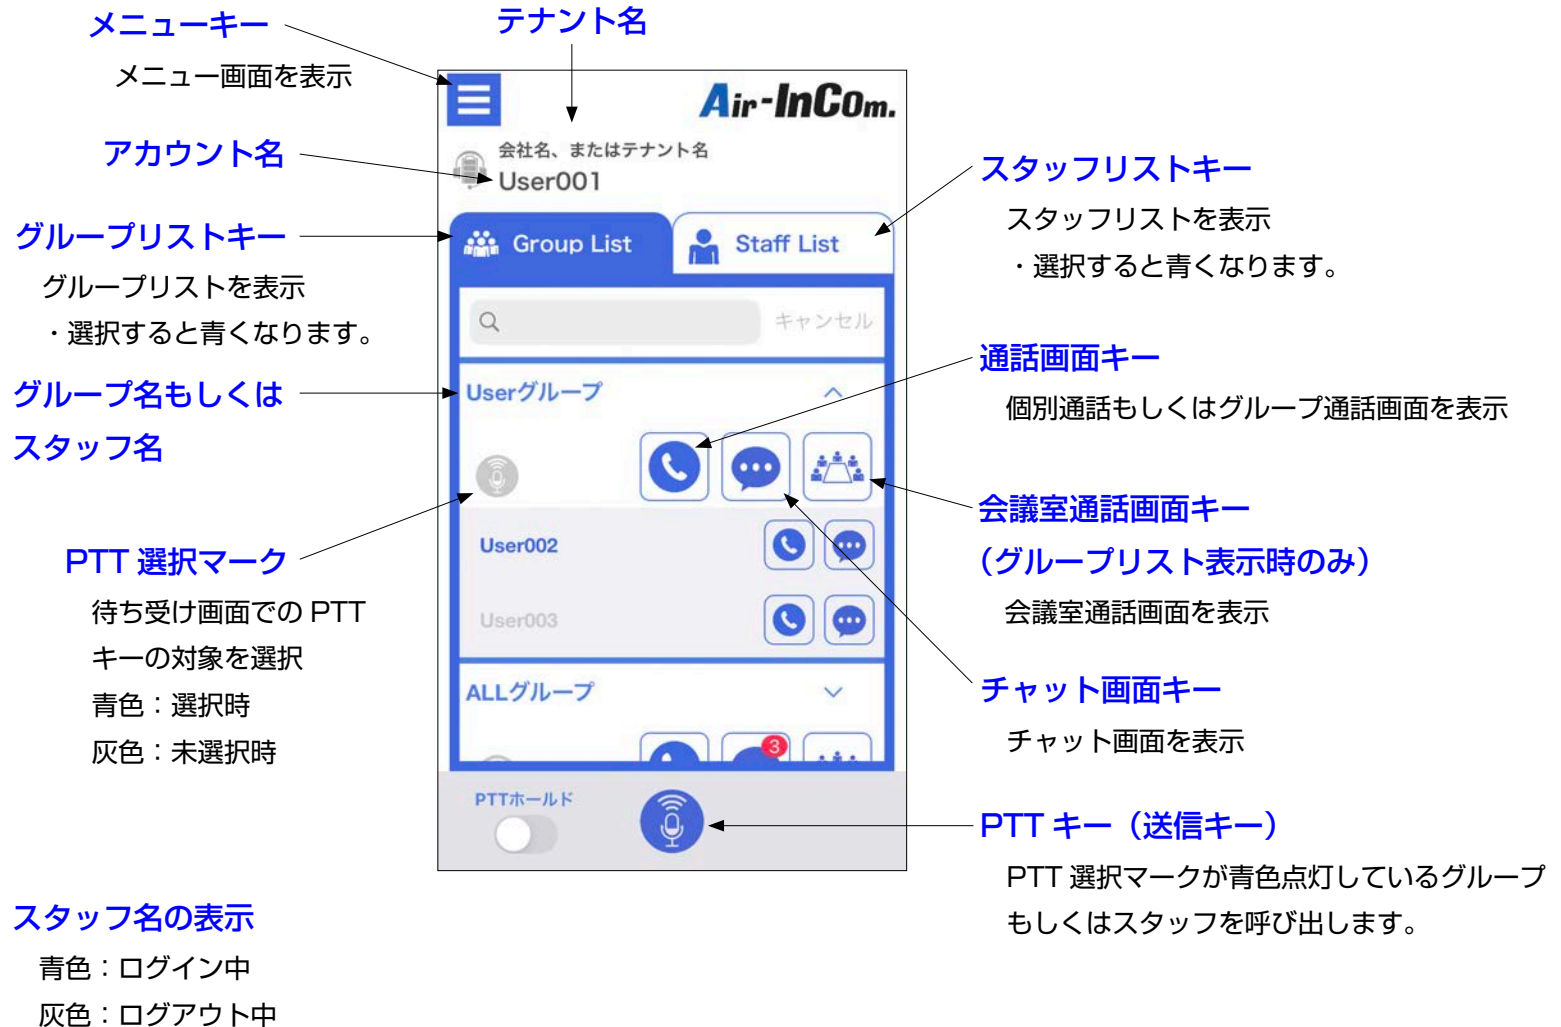 メニューキー
メニュー画面を表示
テナント名
アカウント名
グループリストキー
グループリストを表示
・選択すると青くなります。
グループ名もしくは
スタッフ名
PTT 選択マーク
待ち受け画面での PTT
キーの対象を選択
青色：選択時
灰色：未選択時
スタッフ名の表示
青色：ログイン中
灰色：ログアウト中
Air-InCom.
会社名、またはテナント名
User001
Group List
Staff List
キャンセル
Userグループ
User002
User003
ALLグループ
3
PTTホールド
スタッフリストキー
スタッフリストを表示
・選択すると青くなります。
通話画面キー
個別通話もしくはグループ通話画面を表示
会議室通話画面キー
（グループリスト表示時のみ）
会議室通話画面を表示
チャット画面キー
チャット画面を表示
PTT キー（送信キー）
PTT 選択マークが青色点灯しているグループ
もしくはスタッフを呼び出します。